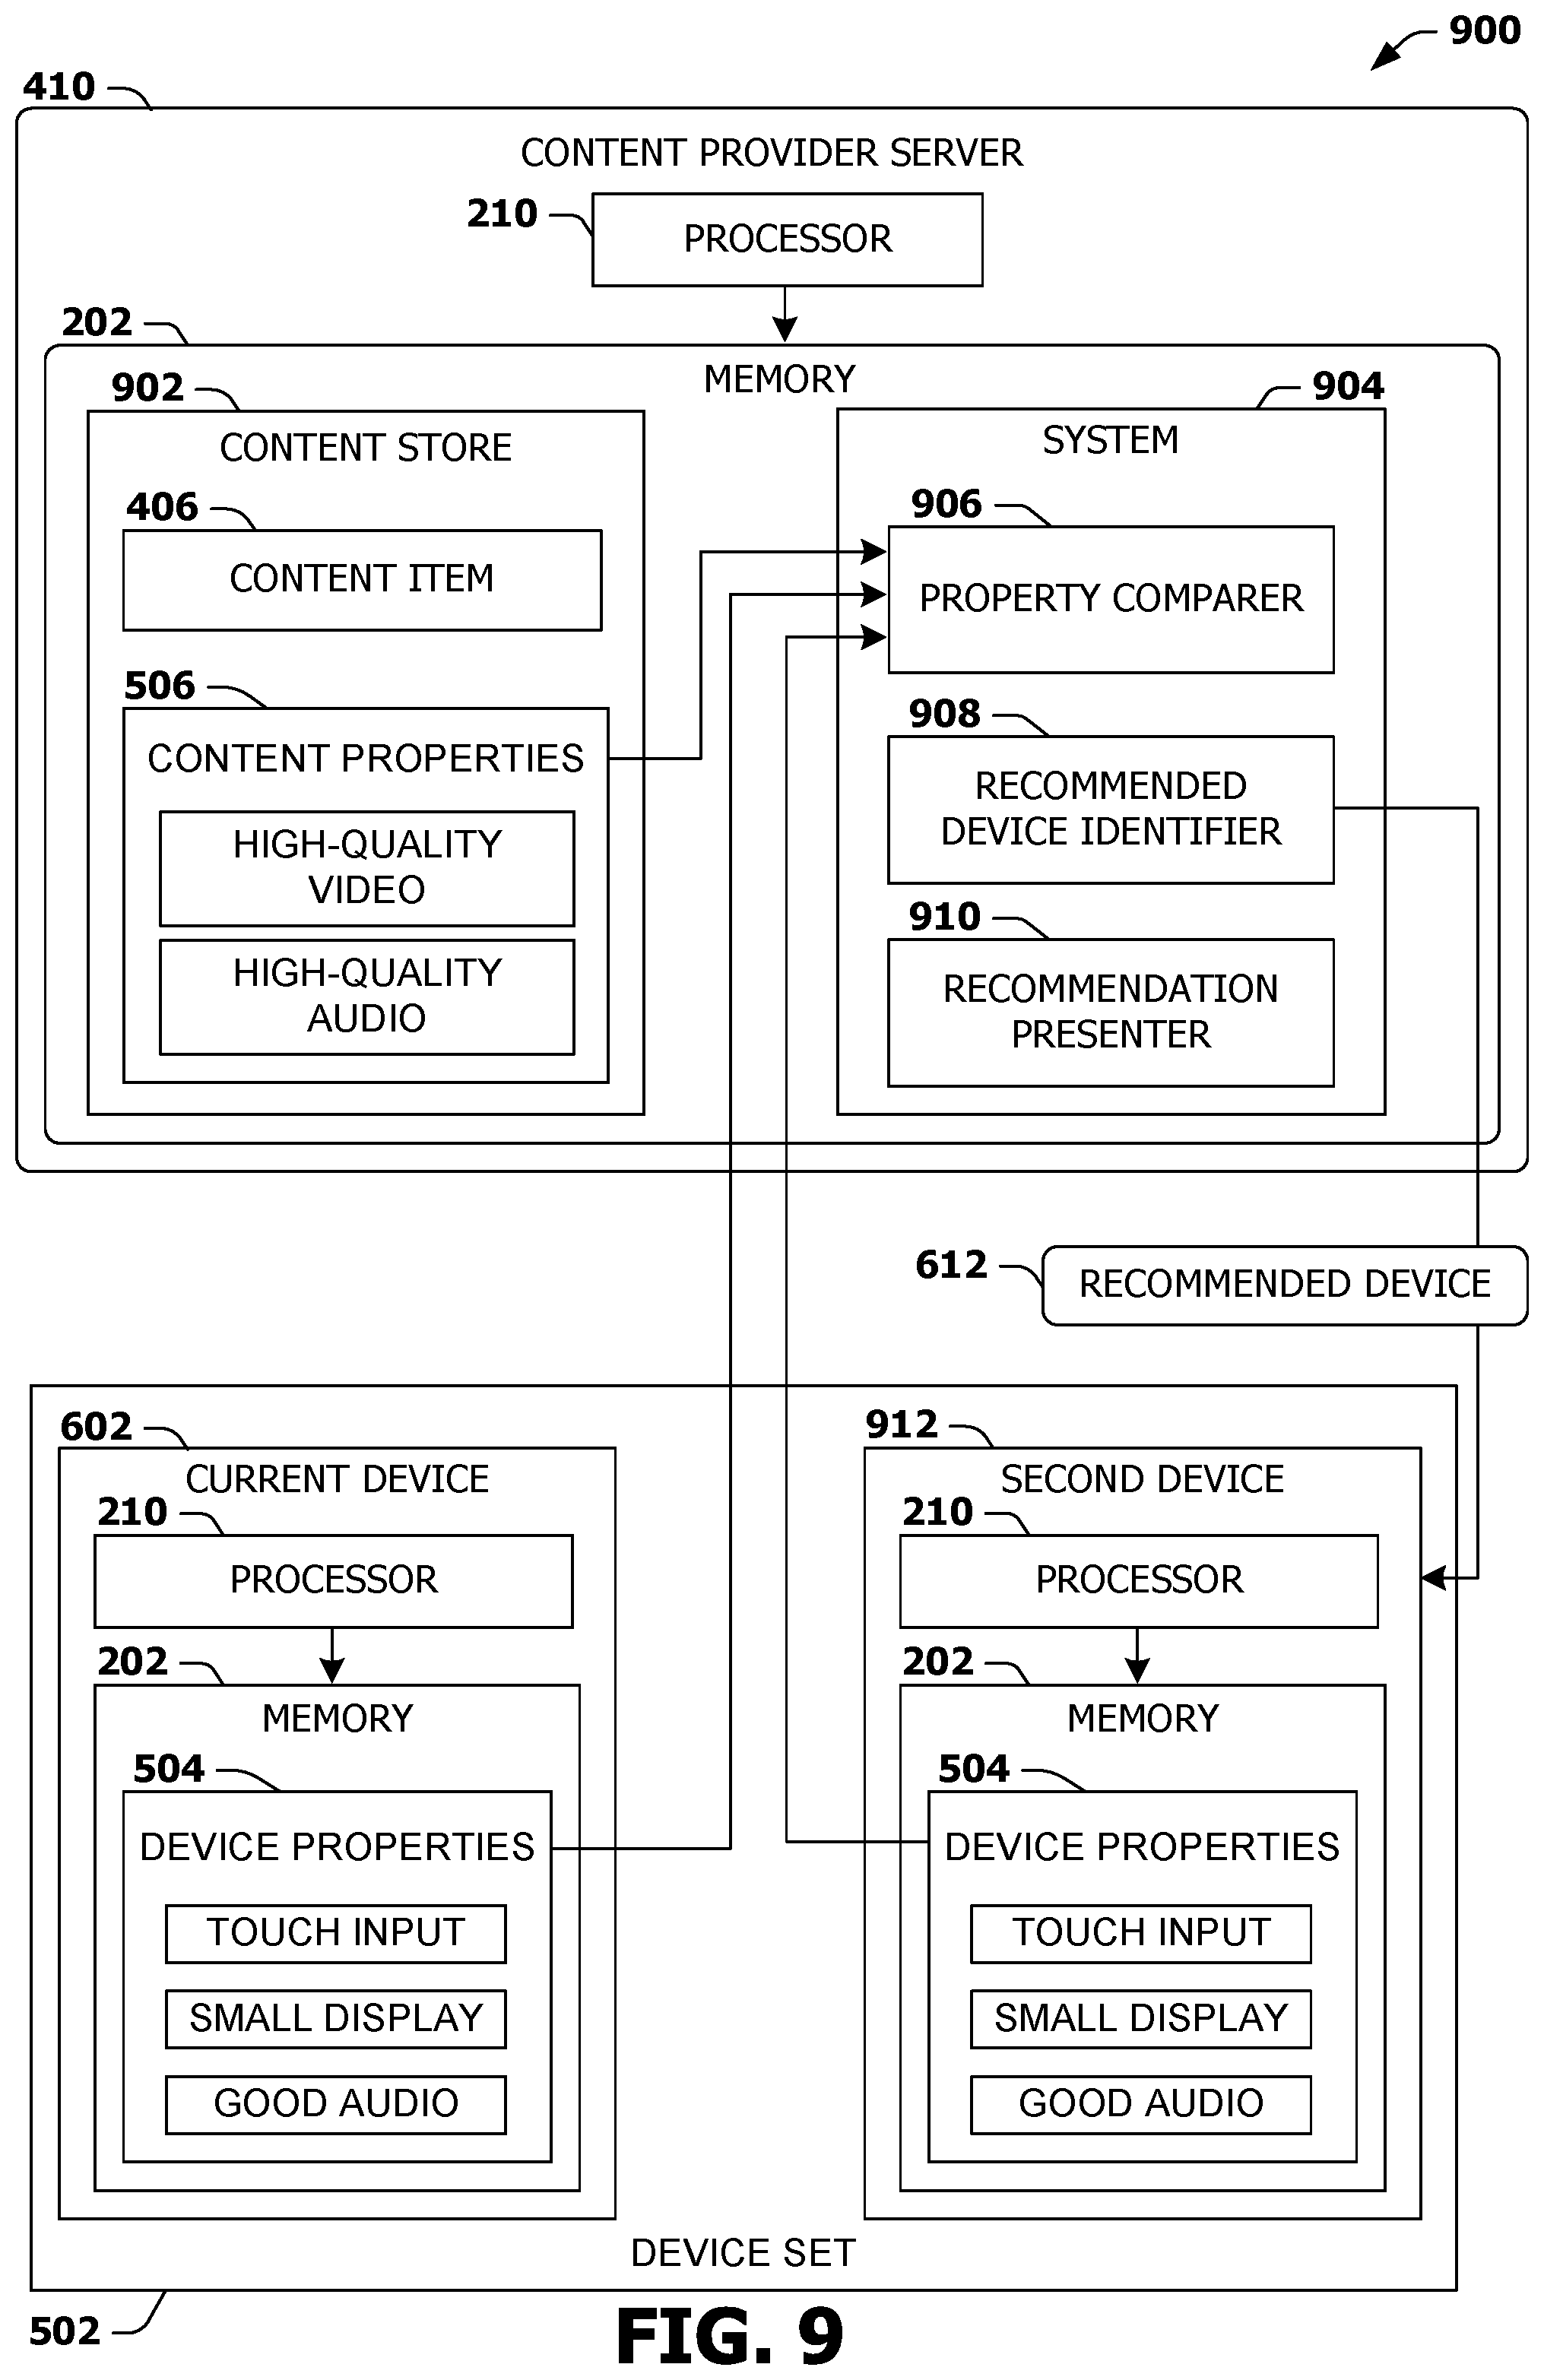 900
410
CONTENT PROVIDER SERVER
210
PROCESSOR
202
MEMORY
902
CONTENT STORE
406
CONTENT ITEM
506
CONTENT PROPERTIES
HIGH-QUALITY
VIDEO
HIGH-QUALITY
AUDIO
904
SYSTEM
906
PROPERTY COMPARER
908
RECOMMENDED
DEVICE IDENTIFIER
910
RECOMMENDATION
PRESENTER
612
RECOMMENDED DEVICE
602
CURRENT DEVICE
210
PROCESSOR
202
MEMORY
504
DEVICE PROPERTIES
TOUCH INPUT
SMALL DISPLAY
GOOD AUDIO
912
SECOND DEVICE
210
PROCESSOR
202
MEMORY
504
DEVICE PROPERTIES
TOUCH INPUT
SMALL DISPLAY
GOOD AUDIO
DEVICE SET
502
FIG. 9